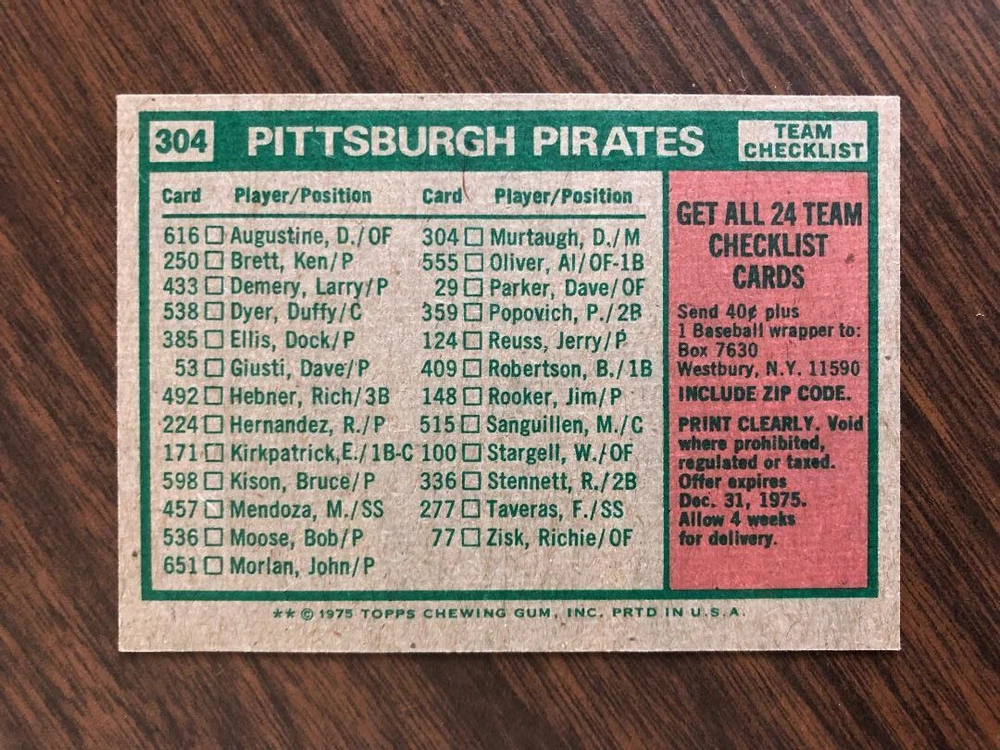 304 PITTSBURGH PIRATES TEAM CHECKLIST
Card Player/Position
616 Augustine, D./OF
250 Brett, Ken/P
433 Demery, Larry/P
538 Dyer, Duffy/C
385 Ellis, Dock/P
53 Giusti, Dave/P
492 Hebner, Rich/3B
224 Hernandez, R./P
171 Kirkpatrick,E./1B-C
598 Kison, Bruce/P
457 Mendoza, M./SS
536 Moose, Bob/P
651 Morlan, John/P
Card Player/Position
304 Murtaugh, D./M
555 Oliver, Al/OF-1B
29 Parker, Dave/OF
359 Popovich, P./2B
124 Reuss, Jerry/P
409 Robertson, B./1B
148 Rooker, Jim/P
515 Sanguillen, M./C
100 Stargell, W./OF
336 Stennett, R./2B
277 Taveras, F./SS
77 Zisk, Richie/OF
GET ALL 24 TEAM
CHECKLIST
CARDS
Send 40¢ plus
1 Baseball wrapper to:
Box 7630
Westbury, N.Y. 11590
INCLUDE ZIP CODE.
PRINT CLEARLY. Void
where prohibited,
regulated or taxed.
Offer expires
Dec. 31, 1975.
Allow 4 weeks
for delivery.
** © 1975 TOPPS CHEWING GUM, INC. PRTD IN U.S.A.